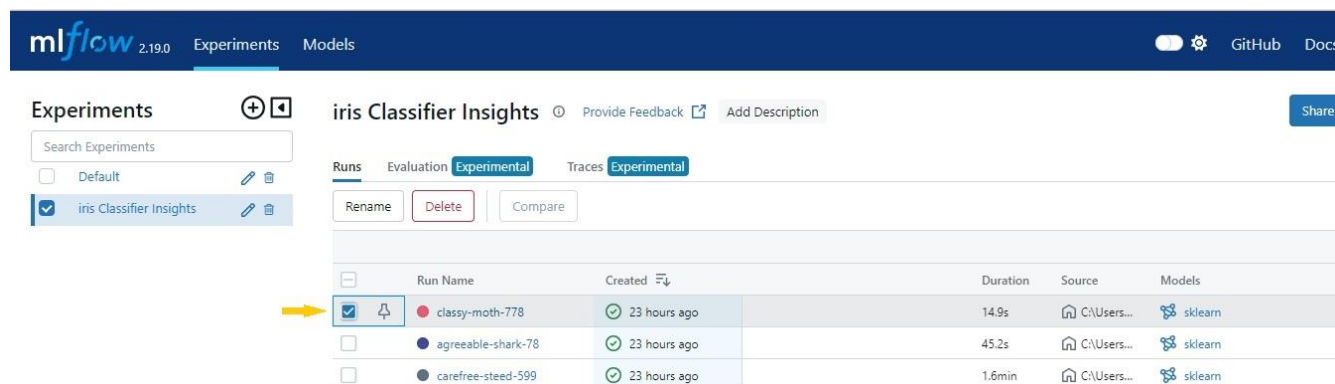 mlflow 2.19.0 Experiments Models GitHub Docs
Experiments
Search Experiments
Default
iris Classifier Insights
iris Classifier Insights Provide Feedback Add Description Share
Runs Evaluation Experimental Traces Experimental
Rename Delete Compare
Run Name Created Duration Source Models
classy-moth-778 23 hours ago 14.9s C:\Users... sklearn
agreeable-shark-78 23 hours ago 45.2s C:\Users... sklearn
carefree-steed-599 23 hours ago 1.6min C:\Users... sklearn